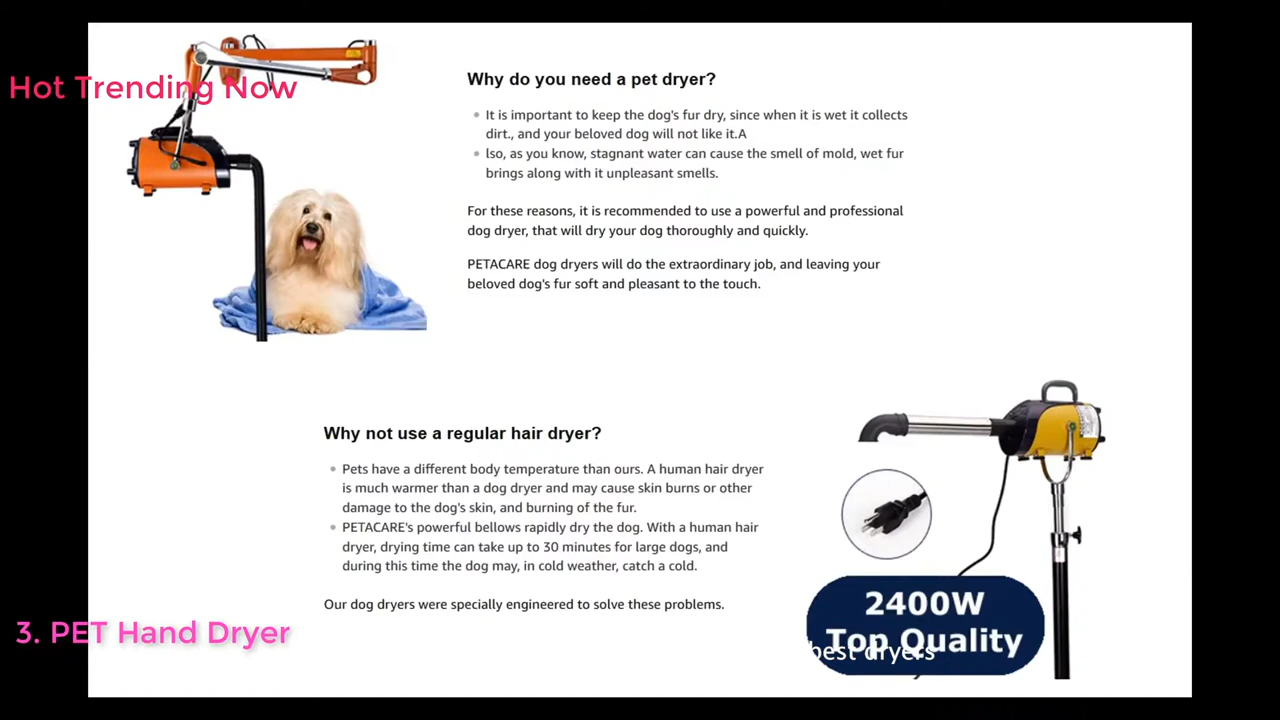 Hot Trending Now
Why do you need a pet dryer?
It is important to keep the dog's fur dry, since when it is wet it collects
dirt., and your beloved dog will not like it.A
lso, as you know, stagnant water can cause the smell of mold, wet fur
brings along with it unpleasant smells.
For these reasons, it is recommended to use a powerful and professional
dog dryer, that will dry your dog thoroughly and quickly.
PETACARE dog dryers will do the extraordinary job, and leaving your
beloved dog's fur soft and pleasant to the touch.
Why not use a regular hair dryer?
Pets have a different body temperature than ours. A human hair dryer
is much warmer than a dog dryer and may cause skin burns or other
damage to the dog's skin, and burning of the fur.
PETACARE's powerful bellows rapidly dry the dog. With a human hair
dryer, drying time can take up to 30 minutes for large dogs, and
during this time the dog may, in cold weather, catch a cold.
Our dog dryers were specially engineered to solve these problems.
3. PET Hand Dryer
2400W
Top Quality
best dryers